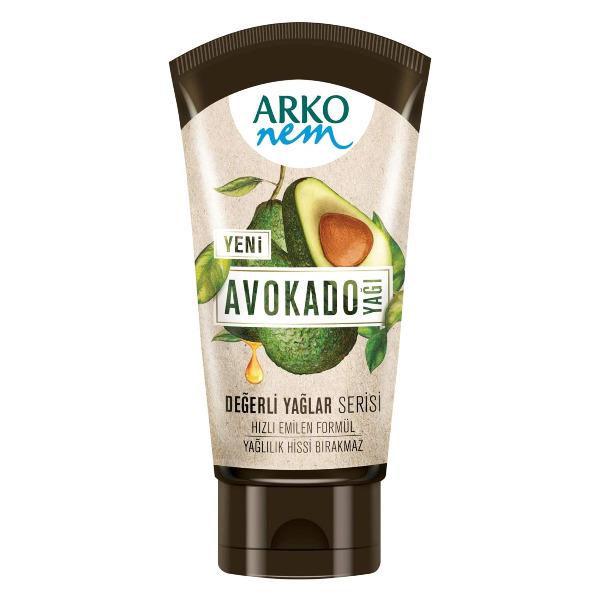 ARKO
nem
YENİ
AVOKADO
YAĞI
DEĞERLİ YAĞLAR SERİSİ
HIZLI EMİLEN FORMÜL
YAĞLILIK HİSSİ BIRAKMAZ